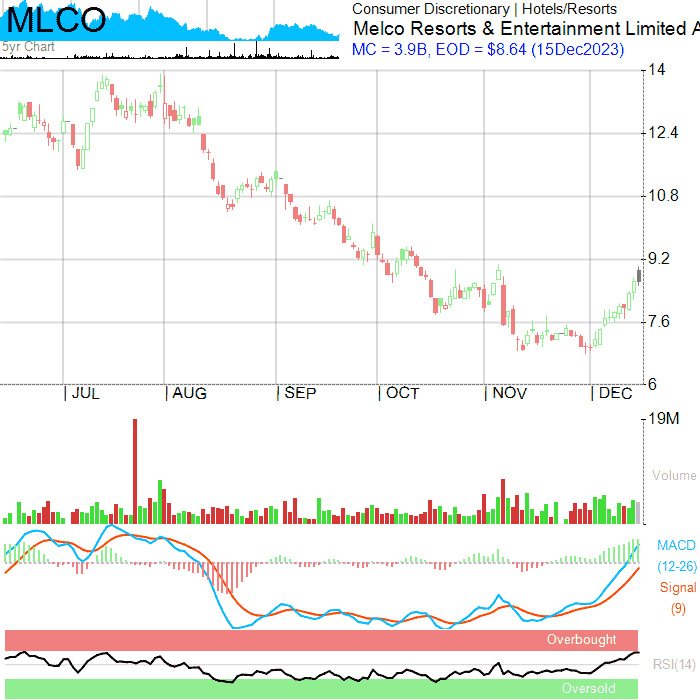 MLCO
5yr Chart
Consumer Discretionary | Hotels/Resorts
Melco Resorts & Entertainment Limited A
MC = 3.9B, EOD = $8.64 (15Dec2023)
14
12.4
10.8
9.2
7.6
6
| JUL | AUG | SEP | OCT | NOV | DEC
19M
Volume
MACD
(12-26)
Signal
(9)
Overbought
RSI(14)
Oversold